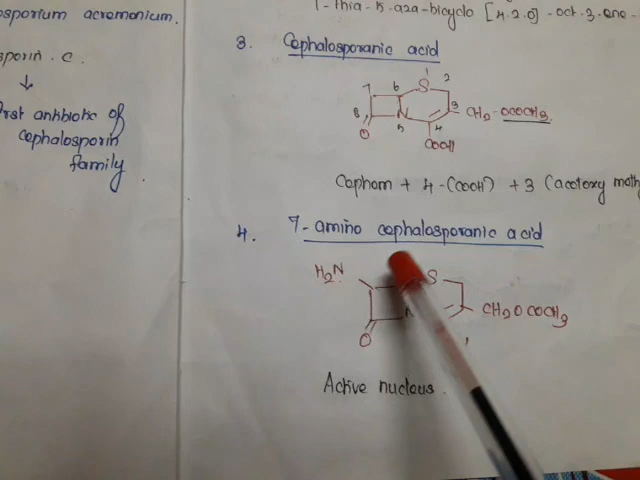 osporium acremonium.
sporin. C.
↓
first antibiotic of
cephalosporin
family.
1-thia-5-aza-bicyclo [4.2.0]-oct.3.ene.
3. Cephalosporanic acid
1
S
2
7
6
8
N
3
CH2-OCOCH3
O
5
4
COOH
Cepham + 4-(COOH) + 3 (acetoxy meth
4. 7-amino cephalosporanic acid
H2N
S
N
CH2OCOCH3
O
Active nucleus.